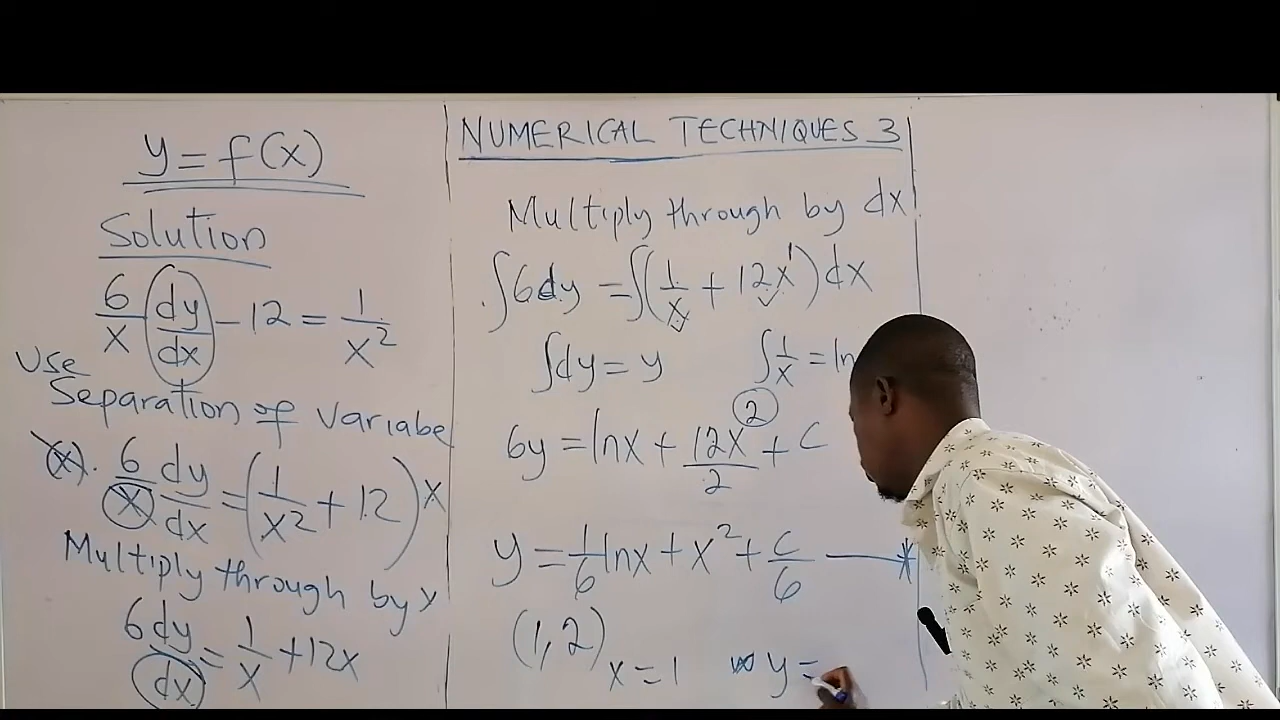 y = f(x)
Solution
6/x dy/dx - 12 = 1/x²
Use
Separation of Variabe
(x). 6/x dy/dx = (1/x² + 12) x
Multiply through by x
6dy/dx = 1/x + 12x
NUMERICAL TECHNIQUES 3
Multiply through by dx
∫6dy = ∫(1/x + 12x¹)dx
∫dy = y ∫1/x = ln
6y = lnx + 12x²/2 + C
y = 1/6 lnx + x² + C/6 —— *
(1, 2)
x = 1 y =